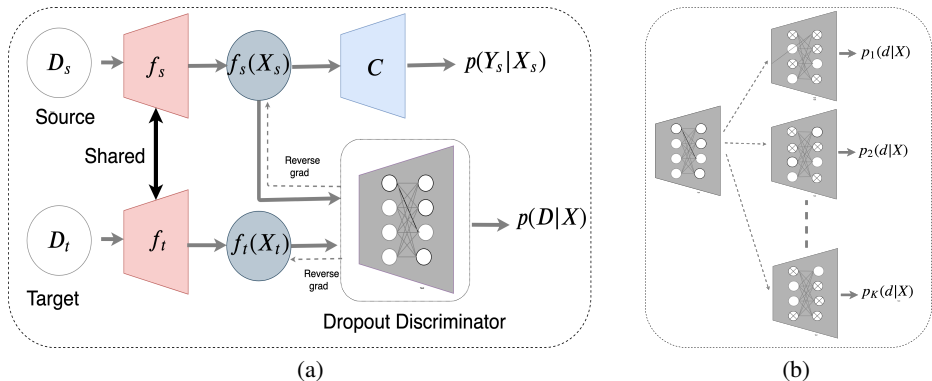 D_s
f_s
f_s(X_s)
C
p(Y_s|X_s)
Source
Shared
Reverse
grad
D_t
f_t
f_t(X_t)
p(D|X)
Reverse
grad
Target
Dropout Discriminator
(a)
p_1(d|X)
p_2(d|X)
p_K(d|X)
(b)